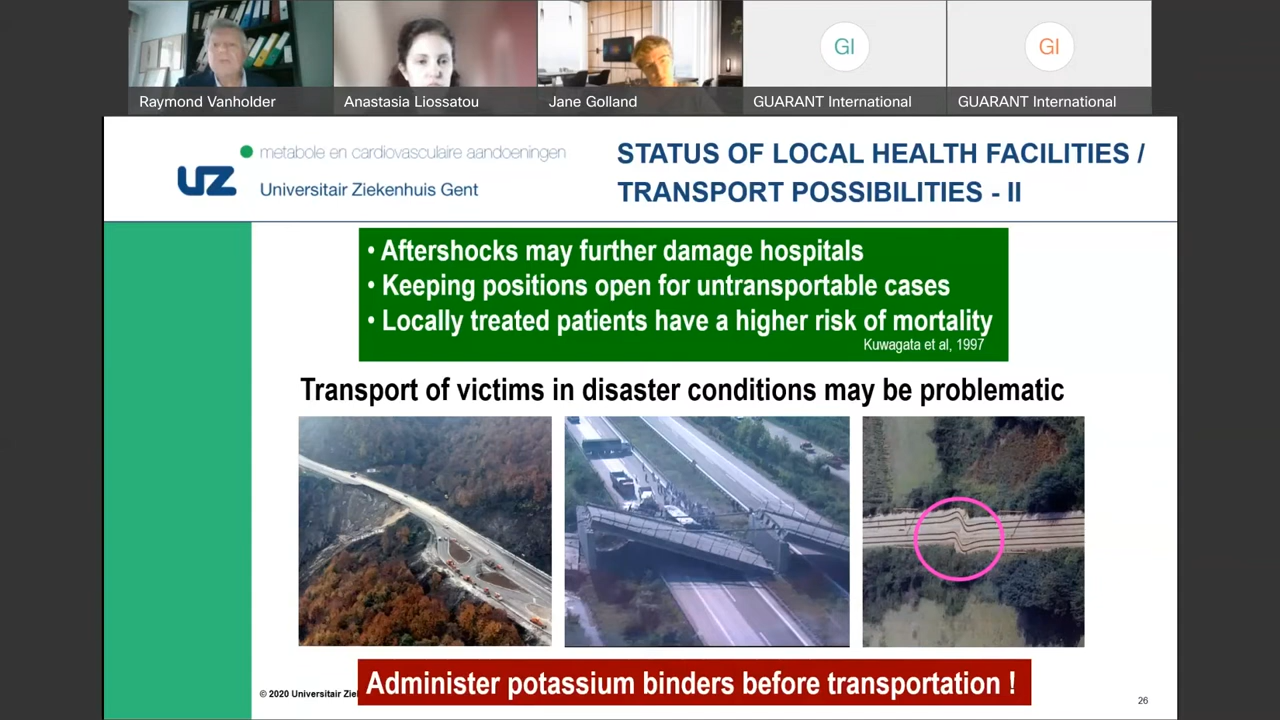 Raymond Vanholder
Anastasia Liossatou
Jane Golland
GI
GUARANT International
GI
GUARANT International
metabole en cardiovasculaire aandoeningen
UZ
Universitair Ziekenhuis Gent
STATUS OF LOCAL HEALTH FACILITIES /
TRANSPORT POSSIBILITIES - II
• Aftershocks may further damage hospitals
• Keeping positions open for untransportable cases
• Locally treated patients have a higher risk of mortality
Kuwagata et al, 1997
Transport of victims in disaster conditions may be problematic
Administer potassium binders before transportation !
© 2020 Universitair Ziek
26